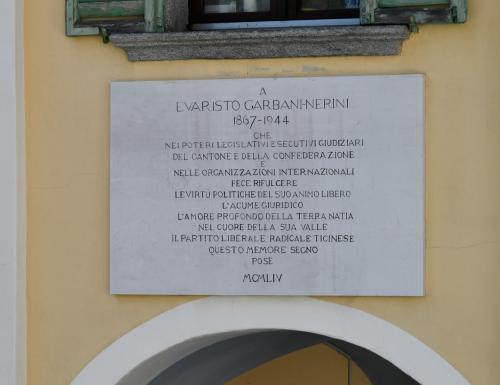 A
EVARISTO GARBANI-NERINI
1867-1944
CHE
NEI POTERI LEGISLATIVI ESECUTIVI GIUDIZIARI
DEL CANTONE E DELLA CONFEDERAZIONE
E
NELLE ORGANIZZAZIONI INTERNAZIONALI
FECE RIFULGERE
LE VIRTÙ POLITICHE DEL SUO ANIMO LIBERO
L'ACUME GIURIDICO
L'AMORE PROFONDO DELLA TERRA NATIA
NEL CUORE DELLA SUA VALLE
IL PARTITO LIBERALE RADICALE TICINESE
QUESTO MEMORE SEGNO
POSE
MCMLIV